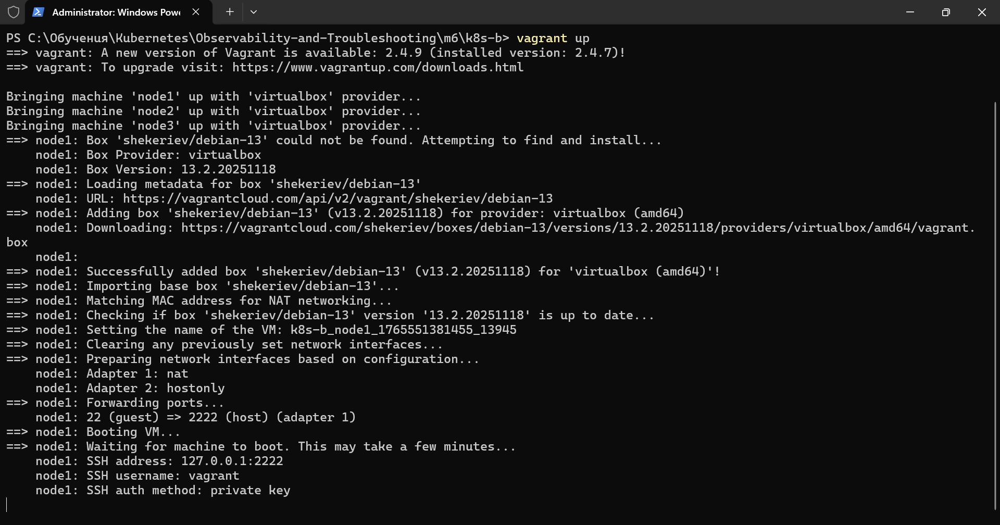 Administrator: Windows Pow
PS C:\Обучения\Kubernetes\Observability-and-Troubleshooting\m6\k8s-b> vagrant up
==> vagrant: A new version of Vagrant is available: 2.4.9 (installed version: 2.4.7)!
==> vagrant: To upgrade visit: https://www.vagrantup.com/downloads.html
Bringing machine 'node1' up with 'virtualbox' provider...
Bringing machine 'node2' up with 'virtualbox' provider...
Bringing machine 'node3' up with 'virtualbox' provider...
==> node1: Box 'shekeriev/debian-13' could not be found. Attempting to find and install...
node1: Box Provider: virtualbox
node1: Box Version: 13.2.20251118
==> node1: Loading metadata for box 'shekeriev/debian-13'
node1: URL: https://vagrantcloud.com/api/v2/vagrant/shekeriev/debian-13
==> node1: Adding box 'shekeriev/debian-13' (v13.2.20251118) for provider: virtualbox (amd64)
node1: Downloading: https://vagrantcloud.com/shekeriev/boxes/debian-13/versions/13.2.20251118/providers/virtualbox/amd64/vagrant.
box
node1:
==> node1: Successfully added box 'shekeriev/debian-13' (v13.2.20251118) for 'virtualbox (amd64)'!
==> node1: Importing base box 'shekeriev/debian-13'...
==> node1: Matching MAC address for NAT networking...
==> node1: Checking if box 'shekeriev/debian-13' version '13.2.20251118' is up to date...
==> node1: Setting the name of the VM: k8s-b_node1_1765551381455_13945
==> node1: Clearing any previously set network interfaces...
==> node1: Preparing network interfaces based on configuration...
node1: Adapter 1: nat
node1: Adapter 2: hostonly
==> node1: Forwarding ports...
node1: 22 (guest) => 2222 (host) (adapter 1)
==> node1: Booting VM...
==> node1: Waiting for machine to boot. This may take a few minutes...
node1: SSH address: 127.0.0.1:2222
node1: SSH username: vagrant
node1: SSH auth method: private key